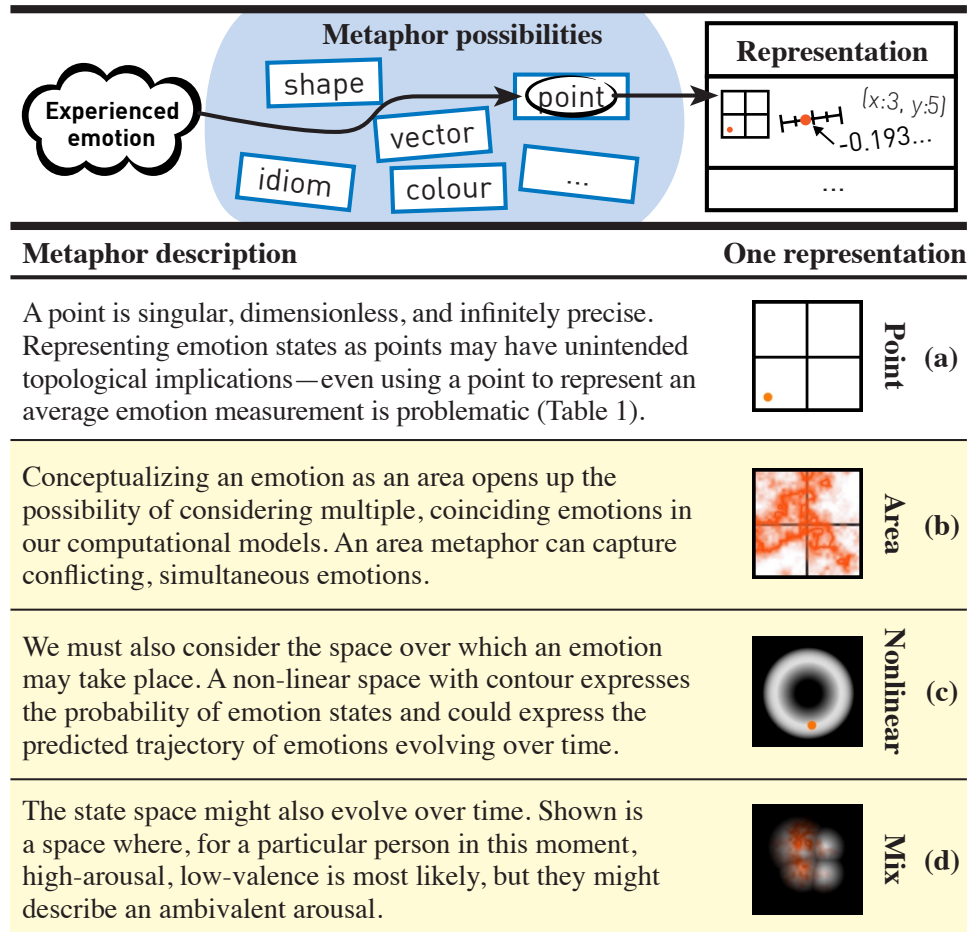 Metaphor possibilities
Experienced
emotion
shape
vector
idiom
colour
point
...
Representation
(x:3, y:5)
-0.193...
...
Metaphor description
One representation
A point is singular, dimensionless, and infinitely precise.
Representing emotion states as points may have unintended
topological implications—even using a point to represent an
average emotion measurement is problematic (Table 1).
Point
(a)
Conceptualizing an emotion as an area opens up the
possibility of considering multiple, coinciding emotions in
our computational models. An area metaphor can capture
conflicting, simultaneous emotions.
Area
(b)
We must also consider the space over which an emotion
may take place. A non-linear space with contour expresses
the probability of emotion states and could express the
predicted trajectory of emotions evolving over time.
Nonlinear
(c)
The state space might also evolve over time. Shown is
a space where, for a particular person in this moment,
high-arousal, low-valence is most likely, but they might
describe an ambivalent arousal.
Mix
(d)